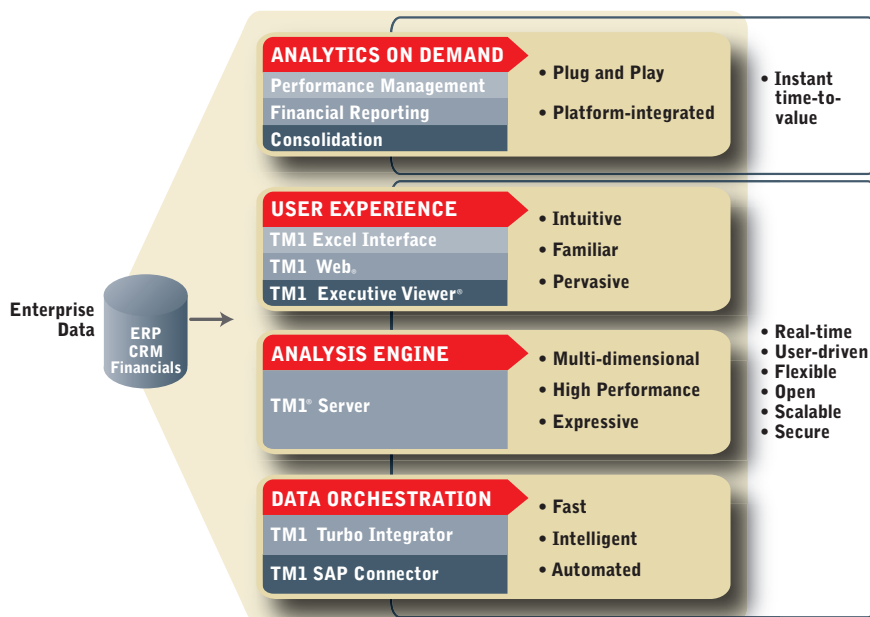 Enterprise
Data
ERP
CRM
Financials
ANALYTICS ON DEMAND
Performance Management
Financial Reporting
Consolidation
• Plug and Play
• Platform-integrated
• Instant
time-to-
value
USER EXPERIENCE
TM1 Excel Interface
TM1 Web®
TM1 Executive Viewer®
• Intuitive
• Familiar
• Pervasive
ANALYSIS ENGINE
TM1® Server
• Multi-dimensional
• High Performance
• Expressive
DATA ORCHESTRATION
TM1 Turbo Integrator
TM1 SAP Connector
• Fast
• Intelligent
• Automated
• Real-time
• User-driven
• Flexible
• Open
• Scalable
• Secure